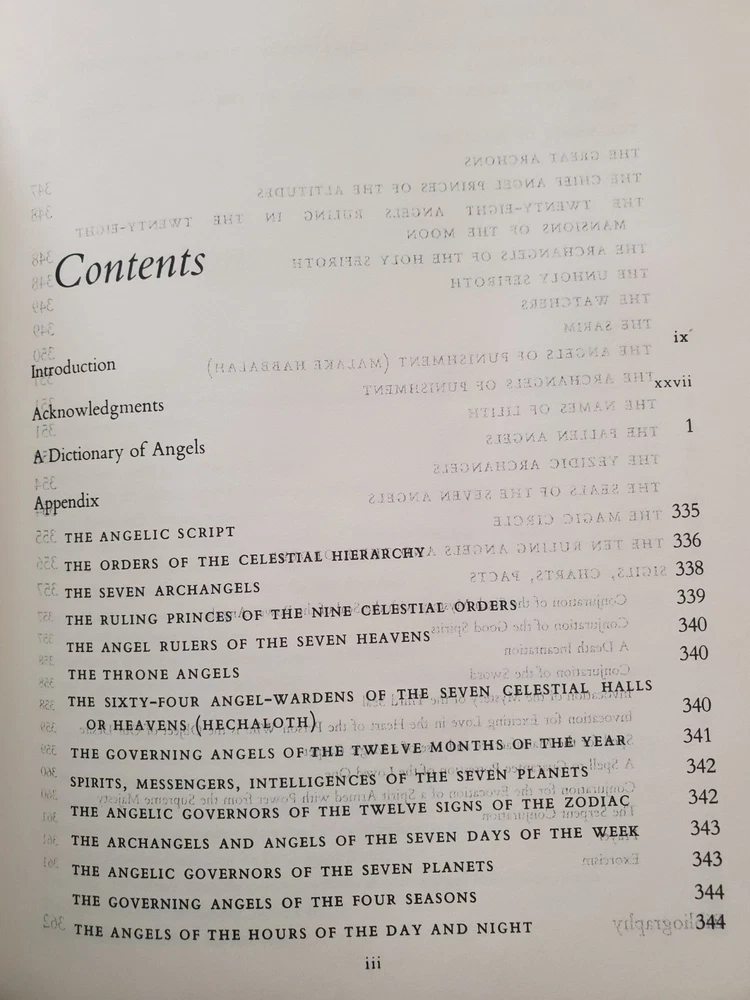 Contents
Introduction ix
Acknowledgments xxvii
A Dictionary of Angels 1
Appendix
THE ANGELIC SCRIPT 335
THE ORDERS OF THE CELESTIAL HIERARCHY 336
THE SEVEN ARCHANGELS 338
THE RULING PRINCES OF THE NINE CELESTIAL ORDERS 339
THE ANGEL RULERS OF THE SEVEN HEAVENS 340
THE THRONE ANGELS 340
THE SIXTY-FOUR ANGEL-WARDENS OF THE SEVEN CELESTIAL HALLS
OR HEAVENS (HECHALOTH) 340
THE GOVERNING ANGELS OF THE TWELVE MONTHS OF THE YEAR 341
SPIRITS, MESSENGERS, INTELLIGENCES OF THE SEVEN PLANETS 342
THE ANGELIC GOVERNORS OF THE TWELVE SIGNS OF THE ZODIAC 342
THE ARCHANGELS AND ANGELS OF THE SEVEN DAYS OF THE WEEK 343
THE ANGELIC GOVERNORS OF THE SEVEN PLANETS 343
THE GOVERNING ANGELS OF THE FOUR SEASONS 344
THE ANGELS OF THE HOURS OF THE DAY AND NIGHT 344
iii